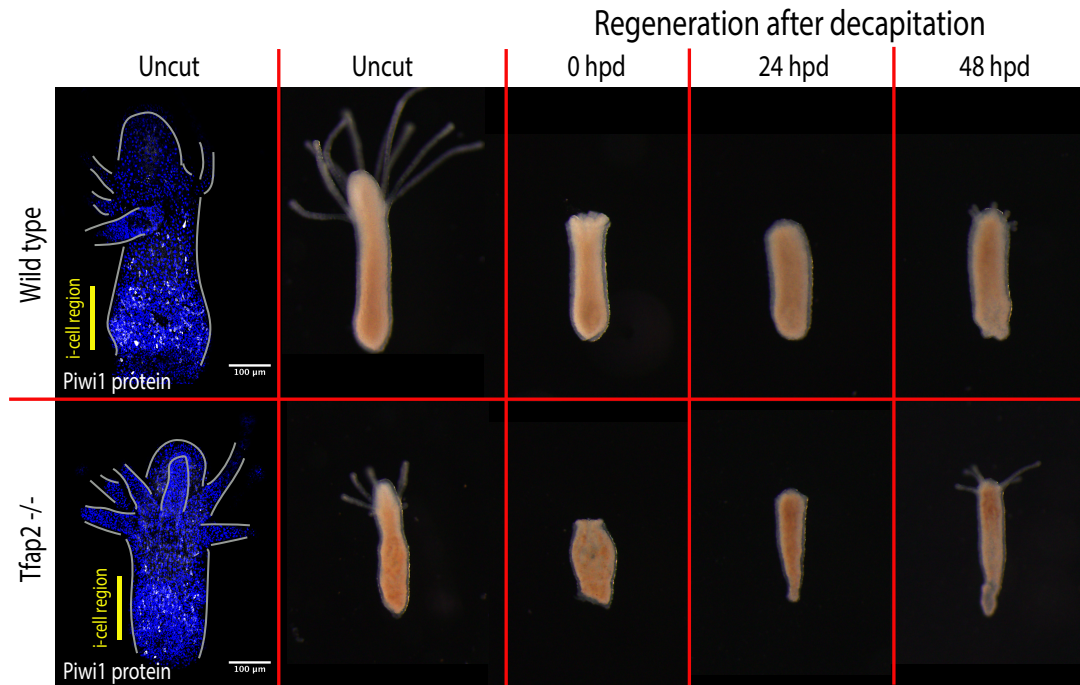 Regeneration after decapitation
Uncut
Uncut
0 hpd
24 hpd
48 hpd
Wild type
i-cell region
100 µm
Piwi1 protein
Tfap2 -/-
i-cell region
100 µm
Piwi1 protein